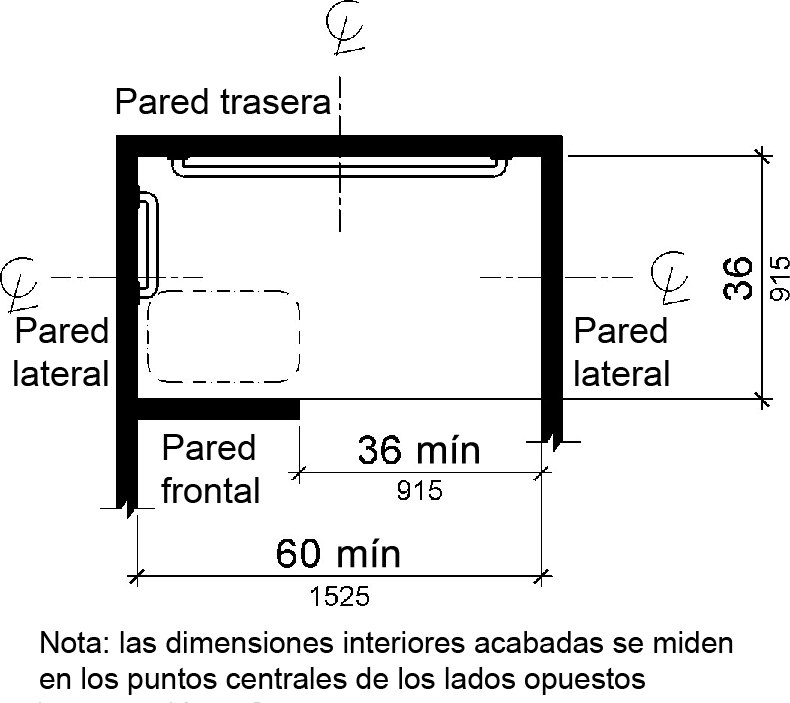 Pared trasera
36
915
Pared
lateral
Pared
lateral
Pared
frontal
36 mín
915
60 mín
1525
Nota: las dimensiones interiores acabadas se miden
en los puntos centrales de los lados opuestos